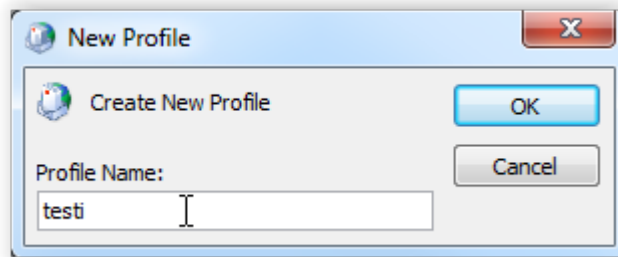 New Profile
Create New Profile
OK
Cancel
Profile Name:
testi